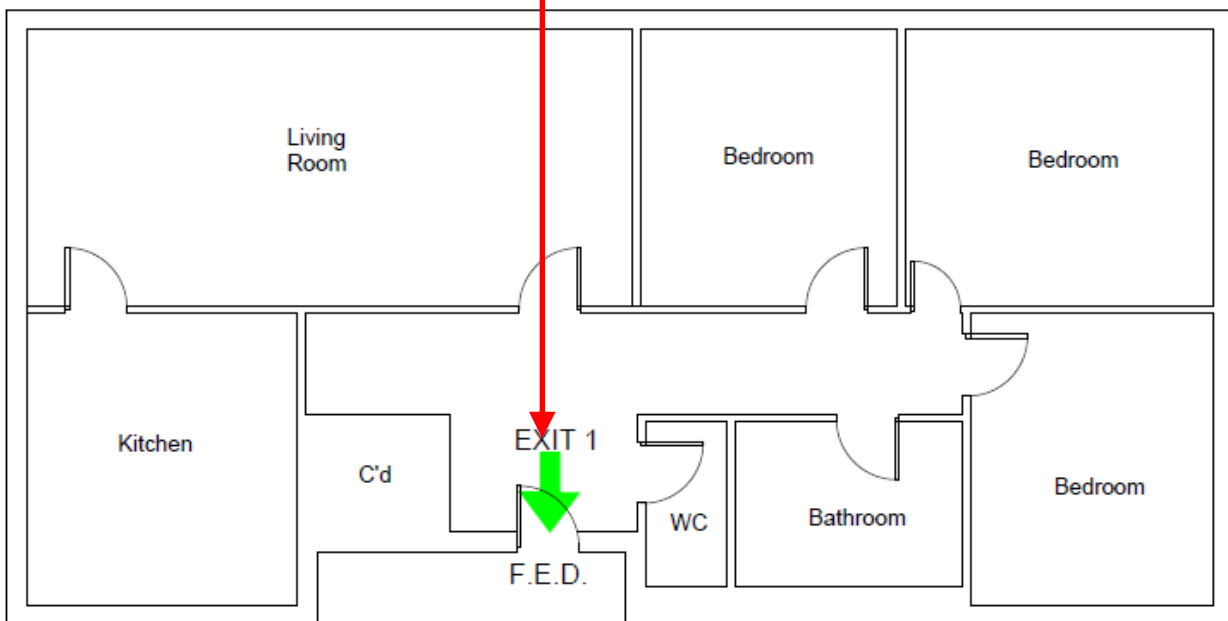 Living
Room
Bedroom
Bedroom
Kitchen
EXIT 1
C'd
WC
Bathroom
Bedroom
F.E.D.